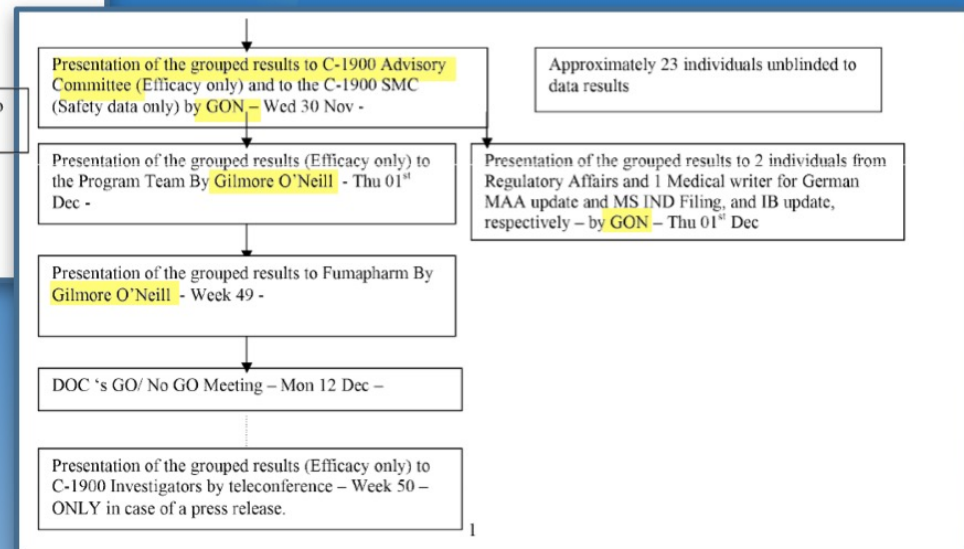 Presentation of the grouped results to C-1900 Advisory
Committee (Efficacy only) and to the C-1900 SMC
(Safety data only) by GON – Wed 30 Nov -
Approximately 23 individuals unblinded to
data results
Presentation of the grouped results (Efficacy only) to
the Program Team By Gilmore O’Neill - Thu 01st
Dec -
Presentation of the grouped results to 2 individuals from
Regulatory Affairs and 1 Medical writer for German
MAA update and MS IND Filing, and IB update,
respectively – by GON – Thu 01st Dec
Presentation of the grouped results to Fumapharm By
Gilmore O’Neill - Week 49 -
DOC ‘s GO/ No GO Meeting – Mon 12 Dec –
Presentation of the grouped results (Efficacy only) to
C-1900 Investigators by teleconference – Week 50 –
ONLY in case of a press release.
1